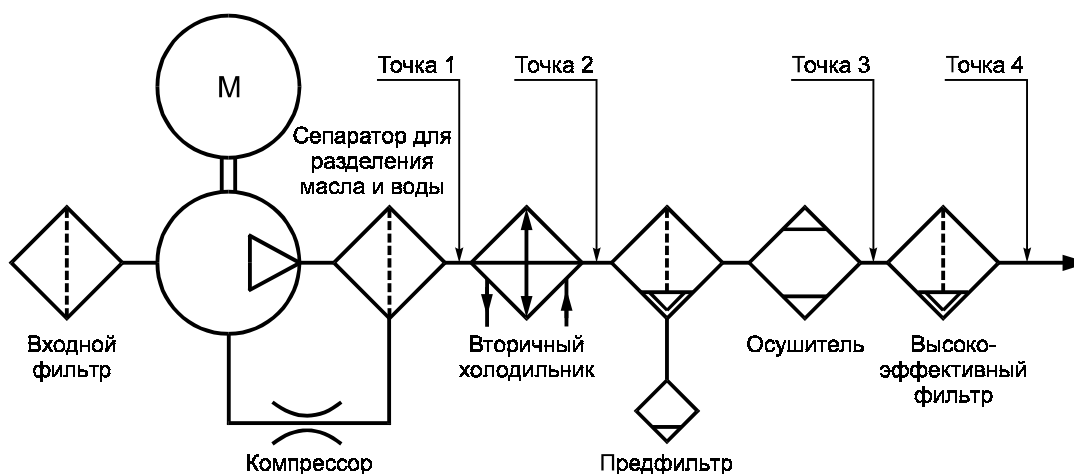 М
Точка 1
Точка 2
Точка 3
Точка 4
Сепаратор для
разделения
масла и воды
Входной
фильтр
Вторичный
холодильник
Осушитель
Высоко-
эффективный
фильтр
Компрессор
Предфильтр